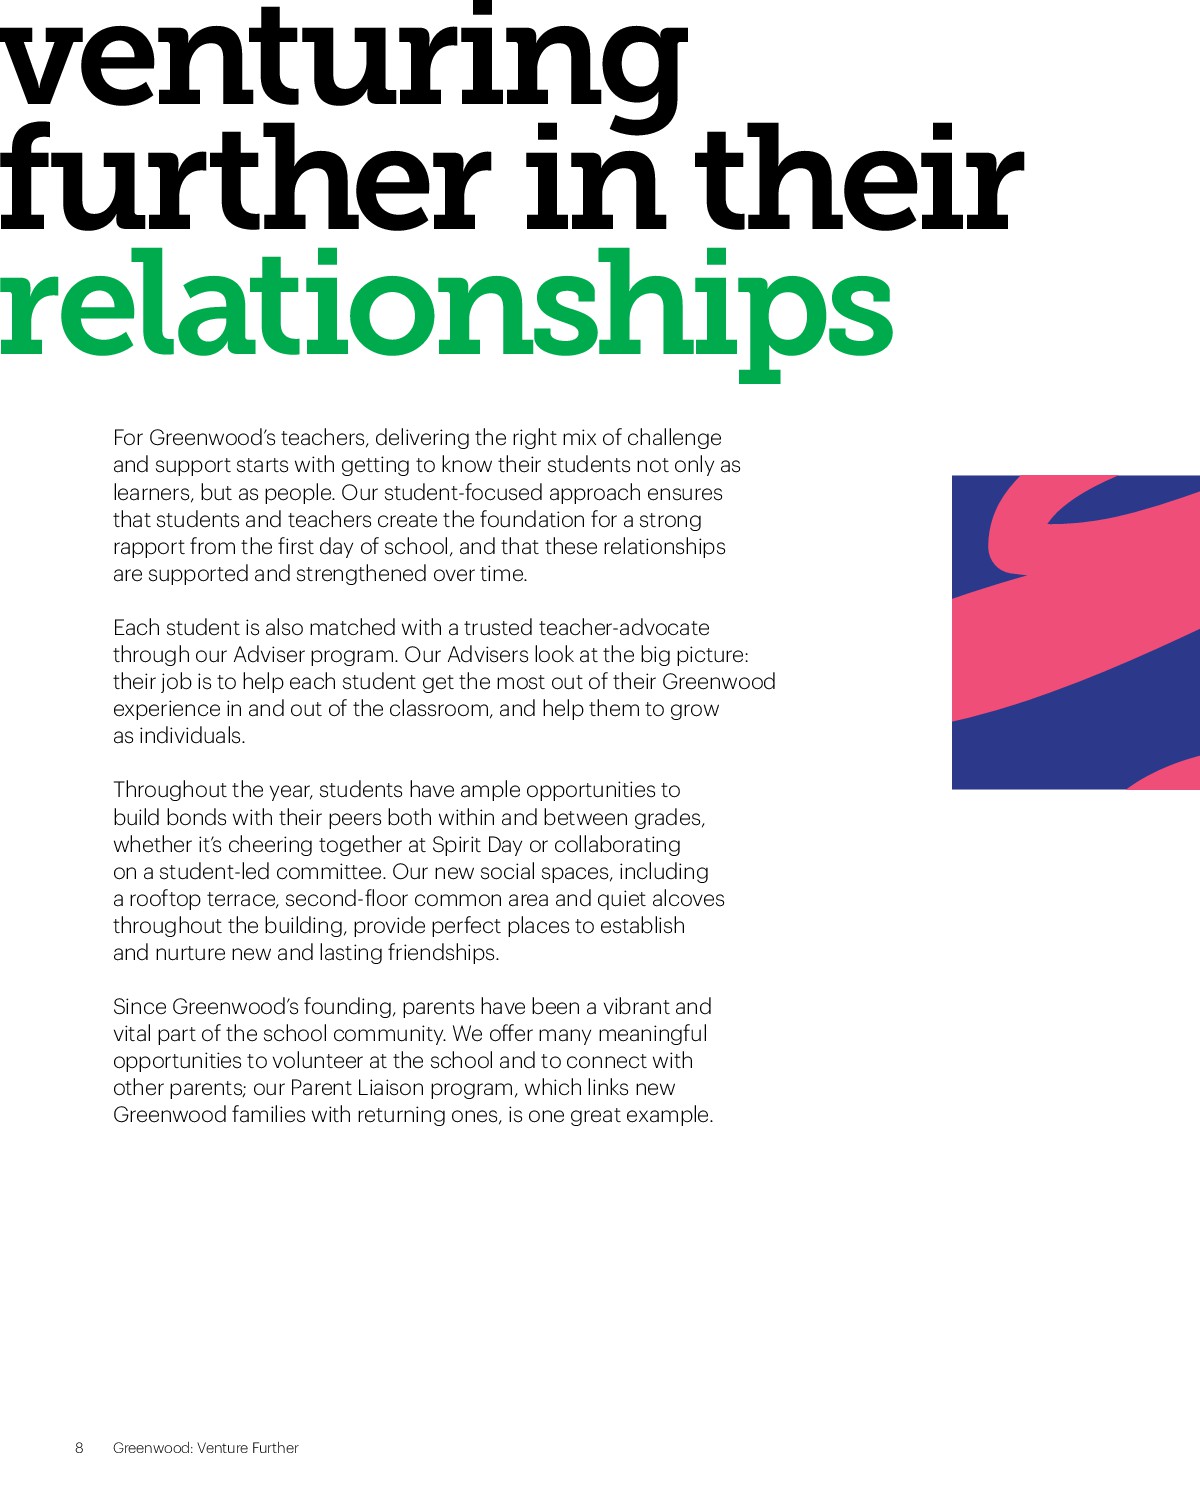 venturing
further in their
relationships
For Greenwood’s teachers, delivering the right mix of challenge
and support starts with getting to know their students not only as
learners, but as people. Our student-focused approach ensures
that students and teachers create the foundation for a strong
rapport from the first day of school, and that these relationships
are supported and strengthened over time.
Each student is also matched with a trusted teacher-advocate
through our Adviser program. Our Advisers look at the big picture:
their job is to help each student get the most out of their Greenwood
experience in and out of the classroom, and help them to grow
as individuals.
Throughout the year, students have ample opportunities to
build bonds with their peers both within and between grades,
whether it’s cheering together at Spirit Day or collaborating
on a student-led committee. Our new social spaces, including
a rooftop terrace, second-floor common area and quiet alcoves
throughout the building, provide perfect places to establish
and nurture new and lasting friendships.
Since Greenwood’s founding, parents have been a vibrant and
vital part of the school community. We offer many meaningful
opportunities to volunteer at the school and to connect with
other parents; our Parent Liaison program, which links new
Greenwood families with returning ones, is one great example.
8 Greenwood: Venture Further